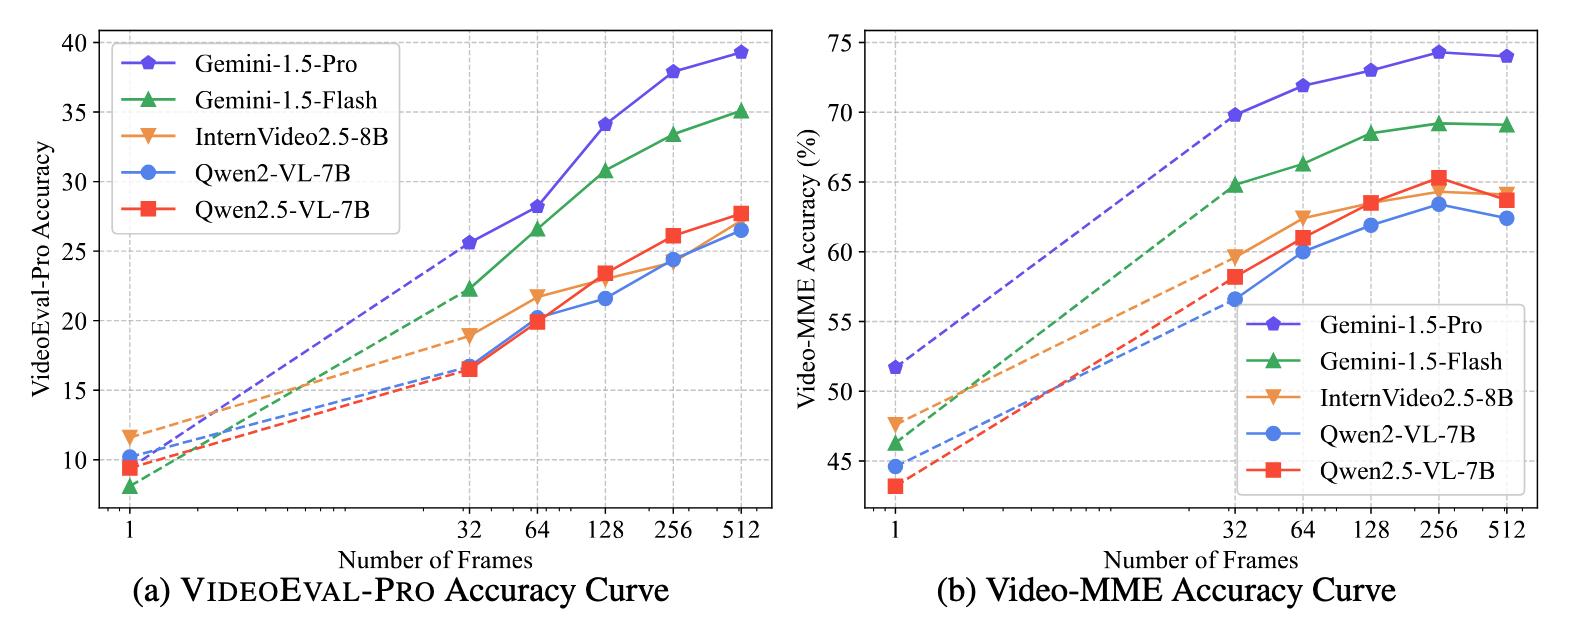 VideoEval-Pro Accuracy
40
35
30
25
20
15
10
Gemini-1.5-Pro
Gemini-1.5-Flash
InternVideo2.5-8B
Qwen2-VL-7B
Qwen2.5-VL-7B
1 32 64 128 256 512
Number of Frames
(a) VIDEOEVAL-PRO Accuracy Curve
Video-MME Accuracy (%)
75
70
65
60
55
50
45
Gemini-1.5-Pro
Gemini-1.5-Flash
InternVideo2.5-8B
Qwen2-VL-7B
Qwen2.5-VL-7B
1 32 64 128 256 512
Number of Frames
(b) Video-MME Accuracy Curve